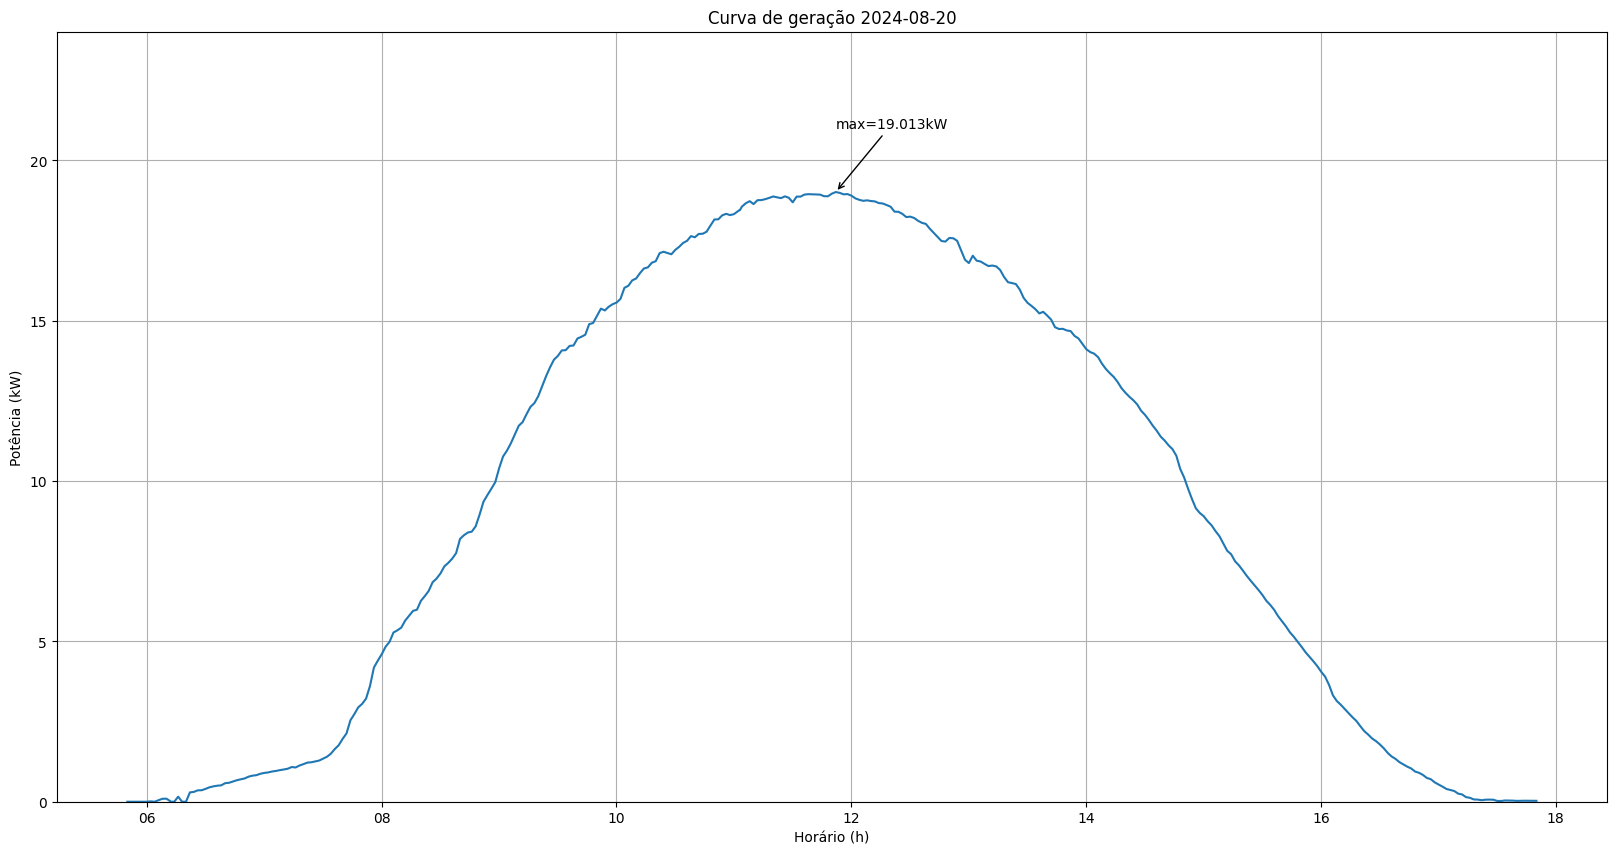 Curva de geração 2024-08-20
max=19.013kW
20
15
10
5
0
Potência (kW)
06 08 10 12 14 16 18
Horário (h)